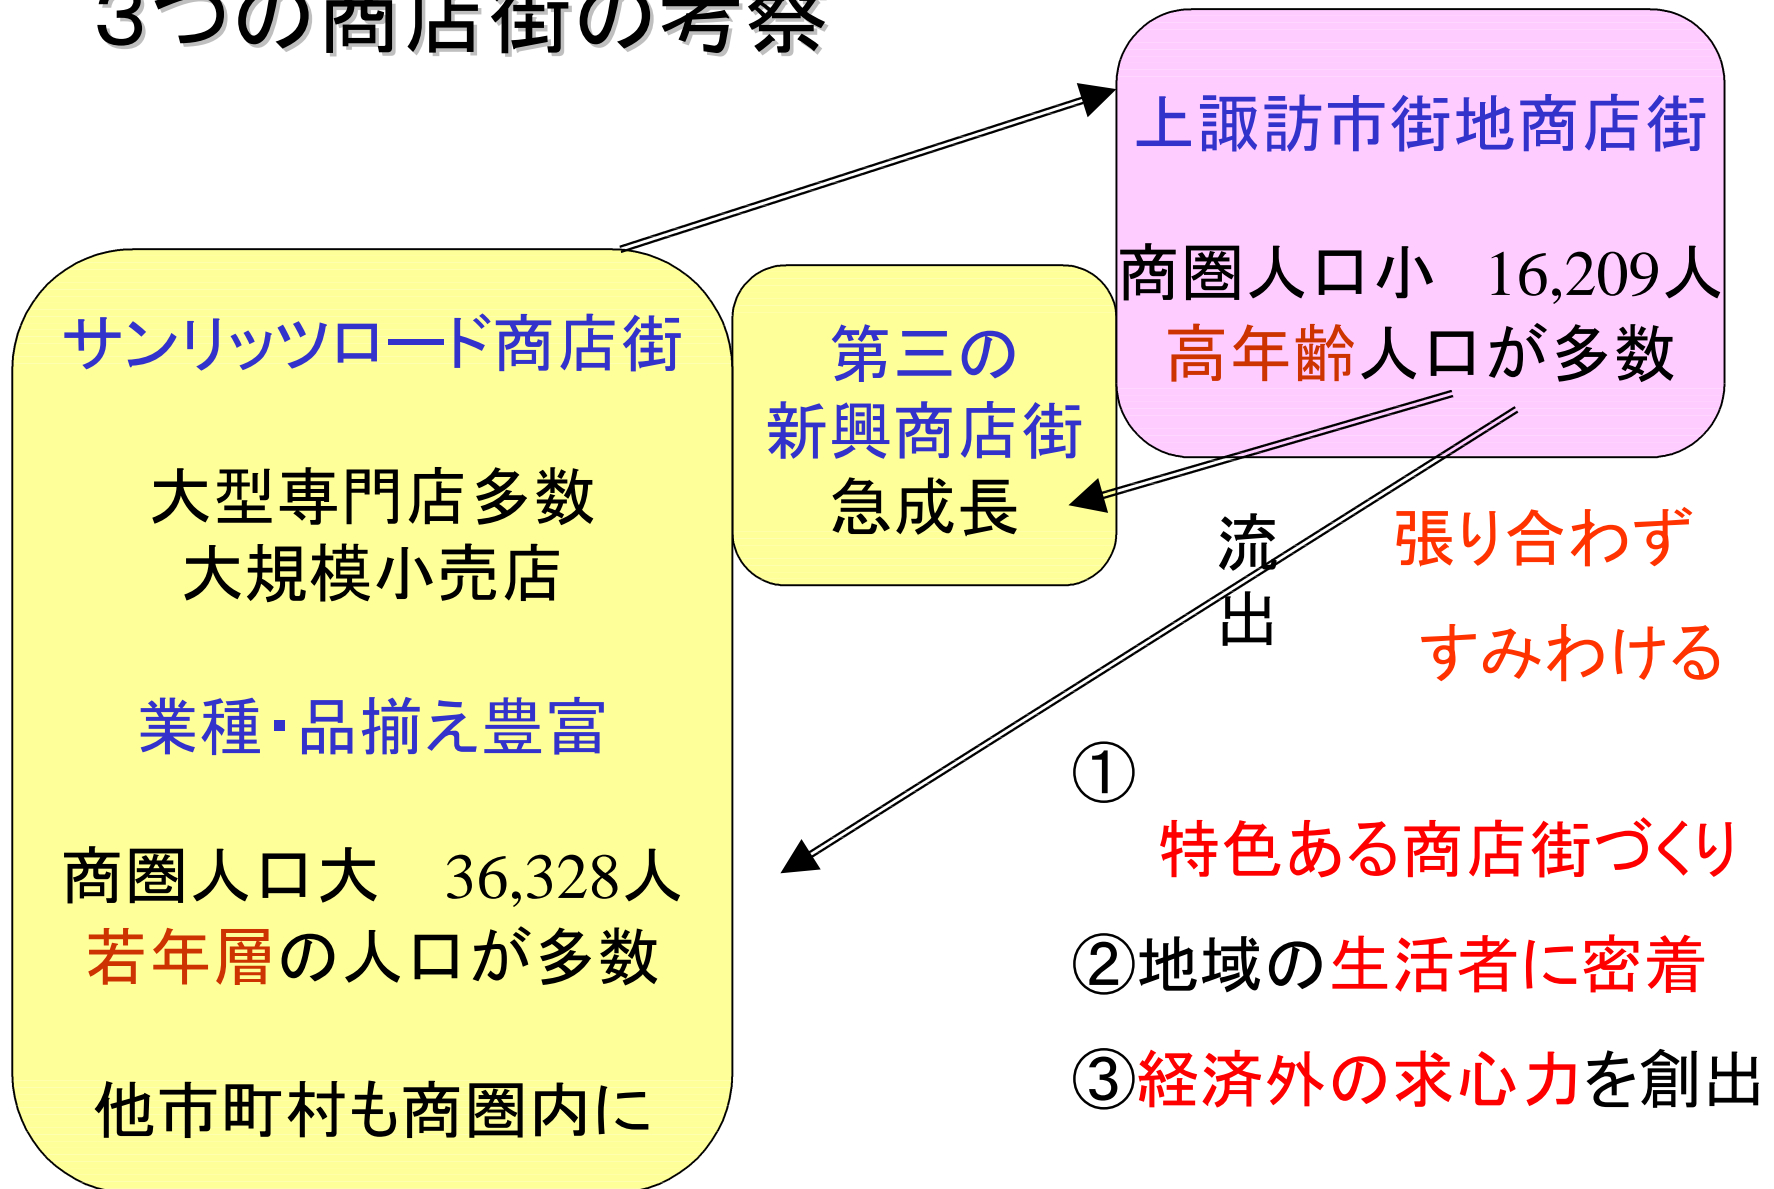 3つの商店街の考察
サンリッツロード商店街
大型専門店多数
大規模小売店
業種・品揃え豊富
商圏人口大　36,328人
若年層の人口が多数
他市町村も商圏内に
第三の
新興商店街
急成長
上諏訪市街地商店街
商圏人口小　16,209人
高年齢人口が多数
流
出
張り合わず
すみわける
①
特色ある商店街づくり
②地域の生活者に密着
③経済外の求心力を創出